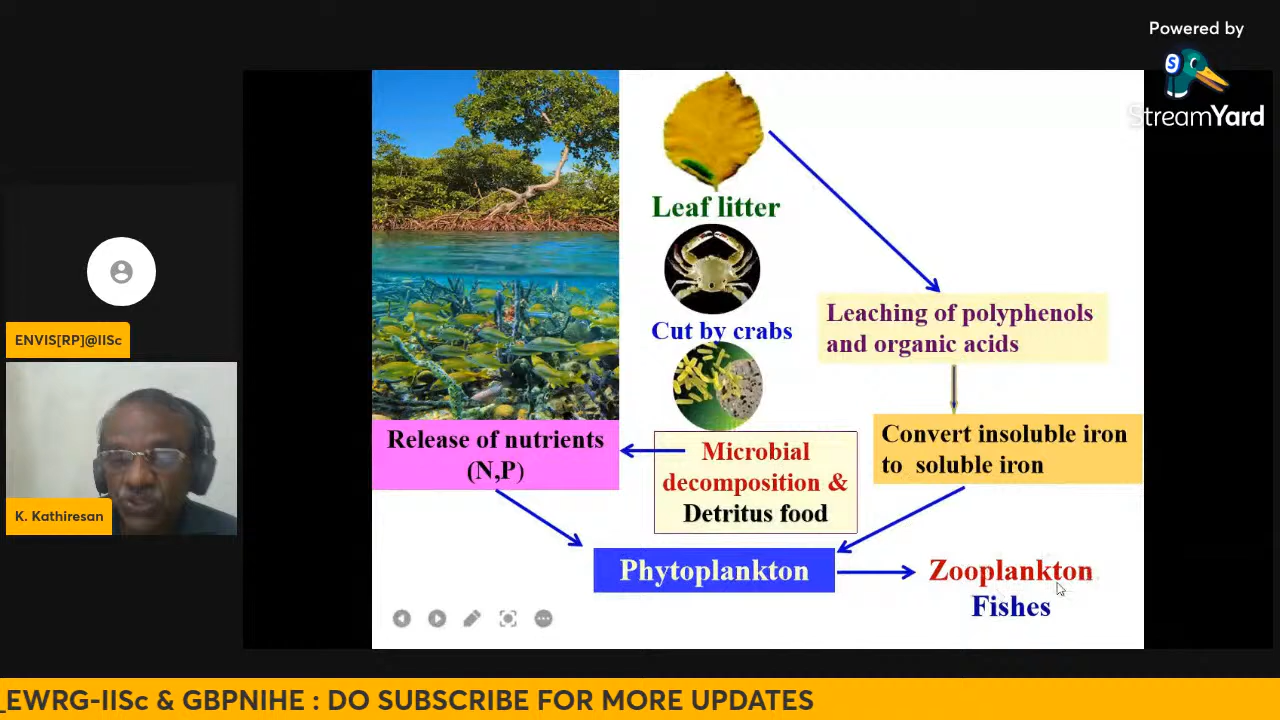 Powered by
StreamYard
Leaf litter
Cut by crabs
Leaching of polyphenols
and organic acids
Convert insoluble iron
to soluble iron
Release of nutrients
(N,P)
Microbial
decomposition &
Detritus food
Phytoplankton
Zooplankton
Fishes
ENVIS[RP]@IISc
K. Kathiresan
_EWRG-IISc & GBPNIHE : DO SUBSCRIBE FOR MORE UPDATES